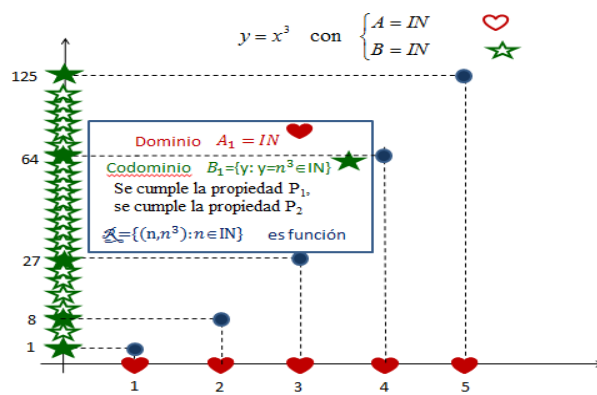 y = x³ con { A = IN
B = IN
125
64
27
8
1
Dominio A₁ = IN
Codominio B₁={y: y=n³∈IN}
Se cumple la propiedad P₁,
se cumple la propiedad P₂
ℛ={(n,n³):n∈IN} es función
1 2 3 4 5